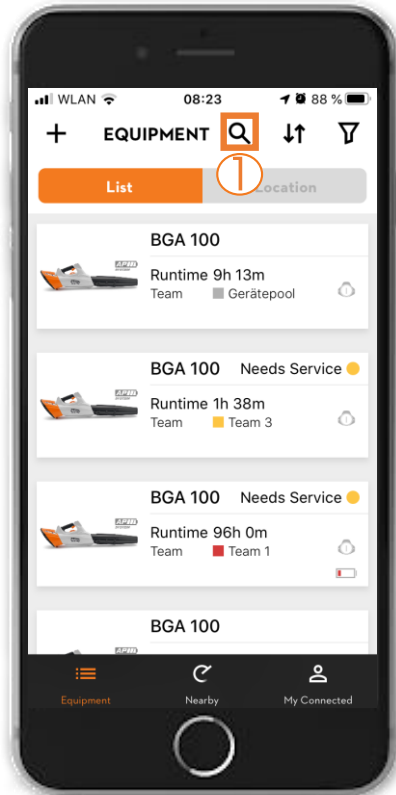 WLAN 08:23 88 %
EQUIPMENT
1
List Location
BGA 100
Runtime 9h 13m
Team Gerätepool
BGA 100 Needs Service
Runtime 1h 38m
Team Team 3
BGA 100 Needs Service
Runtime 96h 0m
Team Team 1
BGA 100
Equipment Nearby My Connected